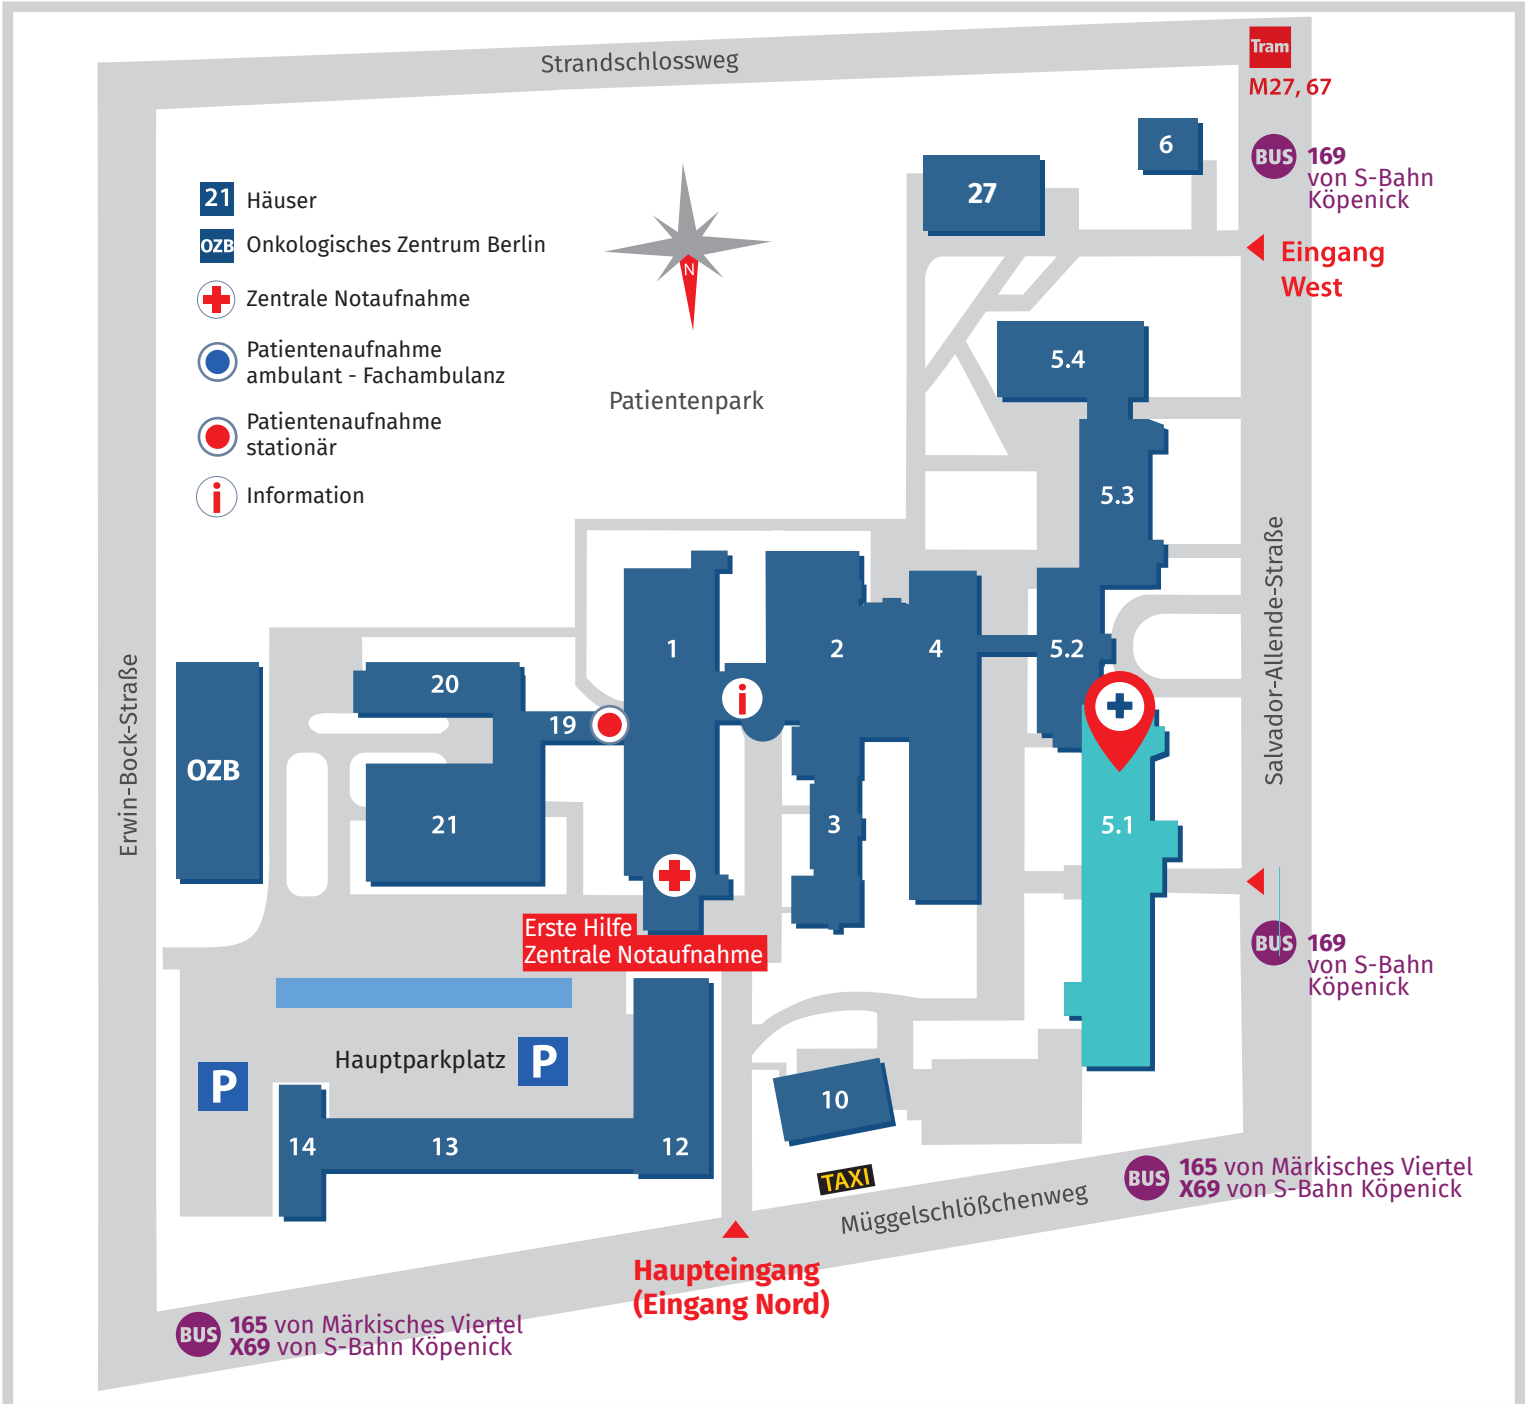 Strandschlossweg
Tram
M27, 67
BUS 169
von S-Bahn
Köpenick
6
27
21 Häuser
OZB Onkologisches Zentrum Berlin
Zentrale Notaufnahme
Patientenaufnahme
ambulant - Fachambulanz
Patientenaufnahme
stationär
i Information
N
Patientenpark
Eingang
West
5.4
5.3
5.2
5.1
1
2
4
3
i
20
19
21
OZB
Erwin-Bock-Straße
Salvador-Allende-Straße
BUS 169
von S-Bahn
Köpenick
Erste Hilfe
Zentrale Notaufnahme
Hauptparkplatz P
P
14
13
12
10
TAXI
Müggelschlößchenweg
BUS 165 von Märkisches Viertel
X69 von S-Bahn Köpenick
Haupteingang
(Eingang Nord)
BUS 165 von Märkisches Viertel
X69 von S-Bahn Köpenick